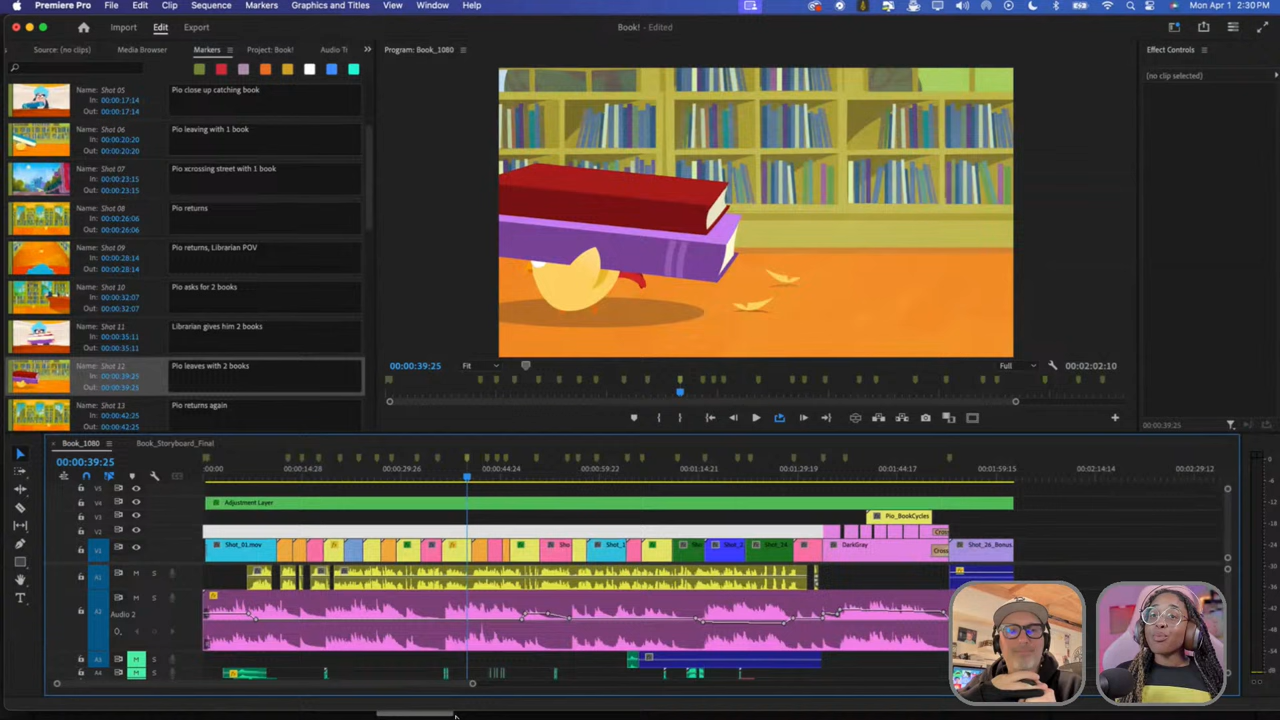 Premiere Pro File Edit Clip Sequence Markers Graphics and Titles View Window Help Mon Apr 1 2:30 PM
Import Edit Export Book! - Edited
Source: (no clips) Media Browser Markers Project: Book! Audio Tr Program: Book_1080 Effect Controls
(no clip selected)
Name: Shot 05 Pio close up catching book
In: 00:00:17:14
Out: 00:00:17:14
Name: Shot 06 Pio leaving with 1 book
In: 00:00:20:20
Out: 00:00:20:20
Name: Shot 07 Pio xcrossing street with 1 book
In: 00:00:23:15
Out: 00:00:23:15
Name: Shot 08 Pio returns
In: 00:00:26:06
Out: 00:00:26:06
Name: Shot 09 Pio returns, Librarian POV
In: 00:00:28:14
Out: 00:00:28:14
Name: Shot 10 Pio asks for 2 books
In: 00:00:32:07
Out: 00:00:32:07
Name: Shot 11 Librarian gives him 2 books
In: 00:00:35:11
Out: 00:00:35:11
Name: Shot 12 Pio leaves with 2 books
In: 00:00:39:25
Out: 00:00:39:25
Name: Shot 13 Pio returns again
In: 00:00:42:25
Out: 00:00:42:25
00:00:39:25 Fit Full 00:02:02:10
00:00:39:25
Book_1080 Book_Storyboard_Final
00:00:39:25
:00:00 00:00:14:28 00:00:29:26 00:00:44:24 00:00:59:22 00:01:14:21 00:01:29:19 00:01:44:17 00:01:59:15 00:02:14:14 00:02:29:12
V5
V4 Adjustment Layer
V3 Pio_BookCycles
V2 Cross
V1 Shot_01.mov Sho Shot_1 Sho Shot_2 Shot_14 DarkGray Cross Shot_26_Bonus
A1 M S
A2 M S
Audio 2
A3 M S
A4 M S